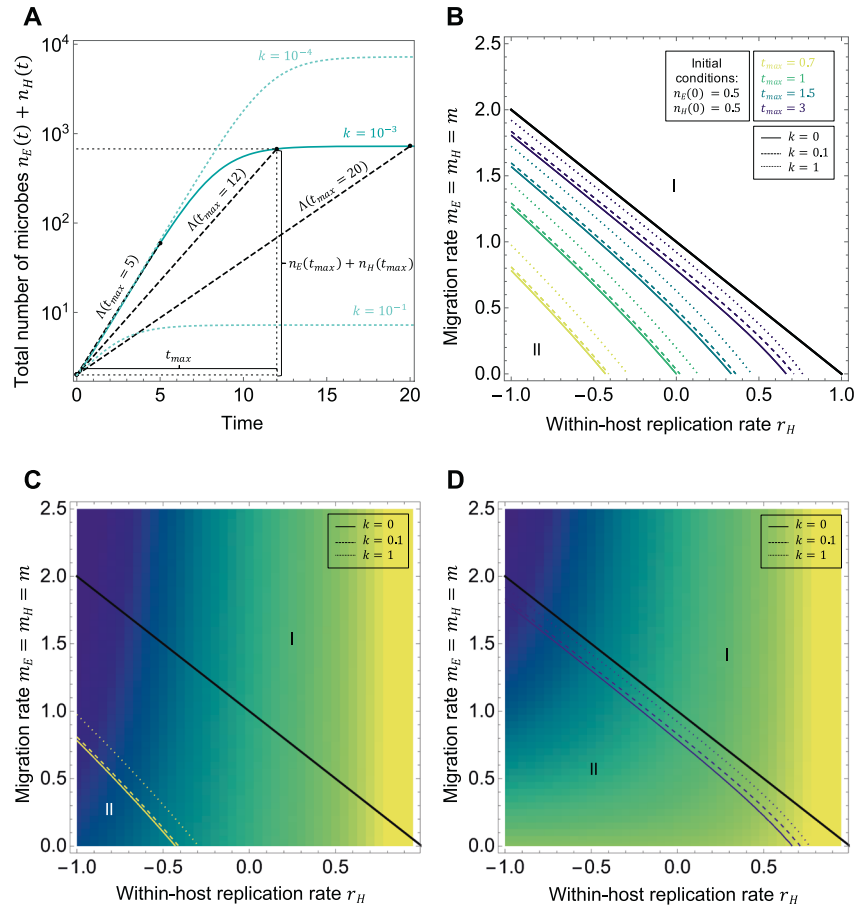 A
Total number of microbes n_E(t) + n_H(t)
10^4
10^3
10^2
10^1
k = 10^-4
k = 10^-3
k = 10^-1
Λ(t_max = 5)
Λ(t_max = 12)
Λ(t_max = 20)
n_E(t_max) + n_H(t_max)
t_max
0 5 10 15 20
Time
B
Migration rate m_E = m_H = m
2.5
2.0
1.5
1.0
0.5
0.0
Initial
conditions:
n_E(0) = 0.5
n_H(0) = 0.5
t_max = 0.7
t_max = 1
t_max = 1.5
t_max = 3
k = 0
k = 0.1
k = 1
I
II
-1.0 -0.5 0.0 0.5 1.0
Within-host replication rate r_H
C
Migration rate m_E = m_H = m
2.5
2.0
1.5
1.0
0.5
0.0
k = 0
k = 0.1
k = 1
I
II
-1.0 -0.5 0.0 0.5
Within-host replication rate r_H
D
Migration rate m_E = m_H = m
2.5
2.0
1.5
1.0
0.5
0.0
k = 0
k = 0.1
k = 1
I
II
-1.0 -0.5 0.0 0.5
Within-host replication rate r_H